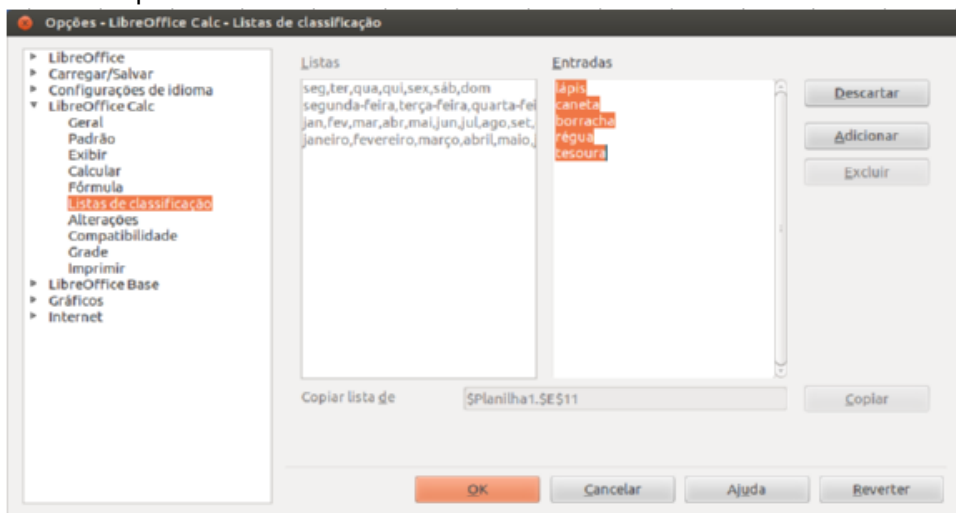 Opções - LibreOffice Calc - Listas de classificação
LibreOffice
Carregar/Salvar
Configurações de idioma
LibreOffice Calc
Geral
Padrão
Exibir
Calcular
Fórmula
Listas de classificação
Alterações
Compatibilidade
Grade
Imprimir
LibreOffice Base
Gráficos
Internet
Listas
seg,ter,qua,qui,sex,sáb,dom
segunda-feira,terça-feira,quarta-fei
jan,fev,mar,abr,mai,jun,jul,ago,set,
janeiro,fevereiro,março,abril,maio,j
Entradas
lápis
caneta
borracha
régua
tesoura
Descartar
Adicionar
Excluir
Copiar lista de
$Planilha1.$E$11
Copiar
OK
Cancelar
Ajuda
Reverter